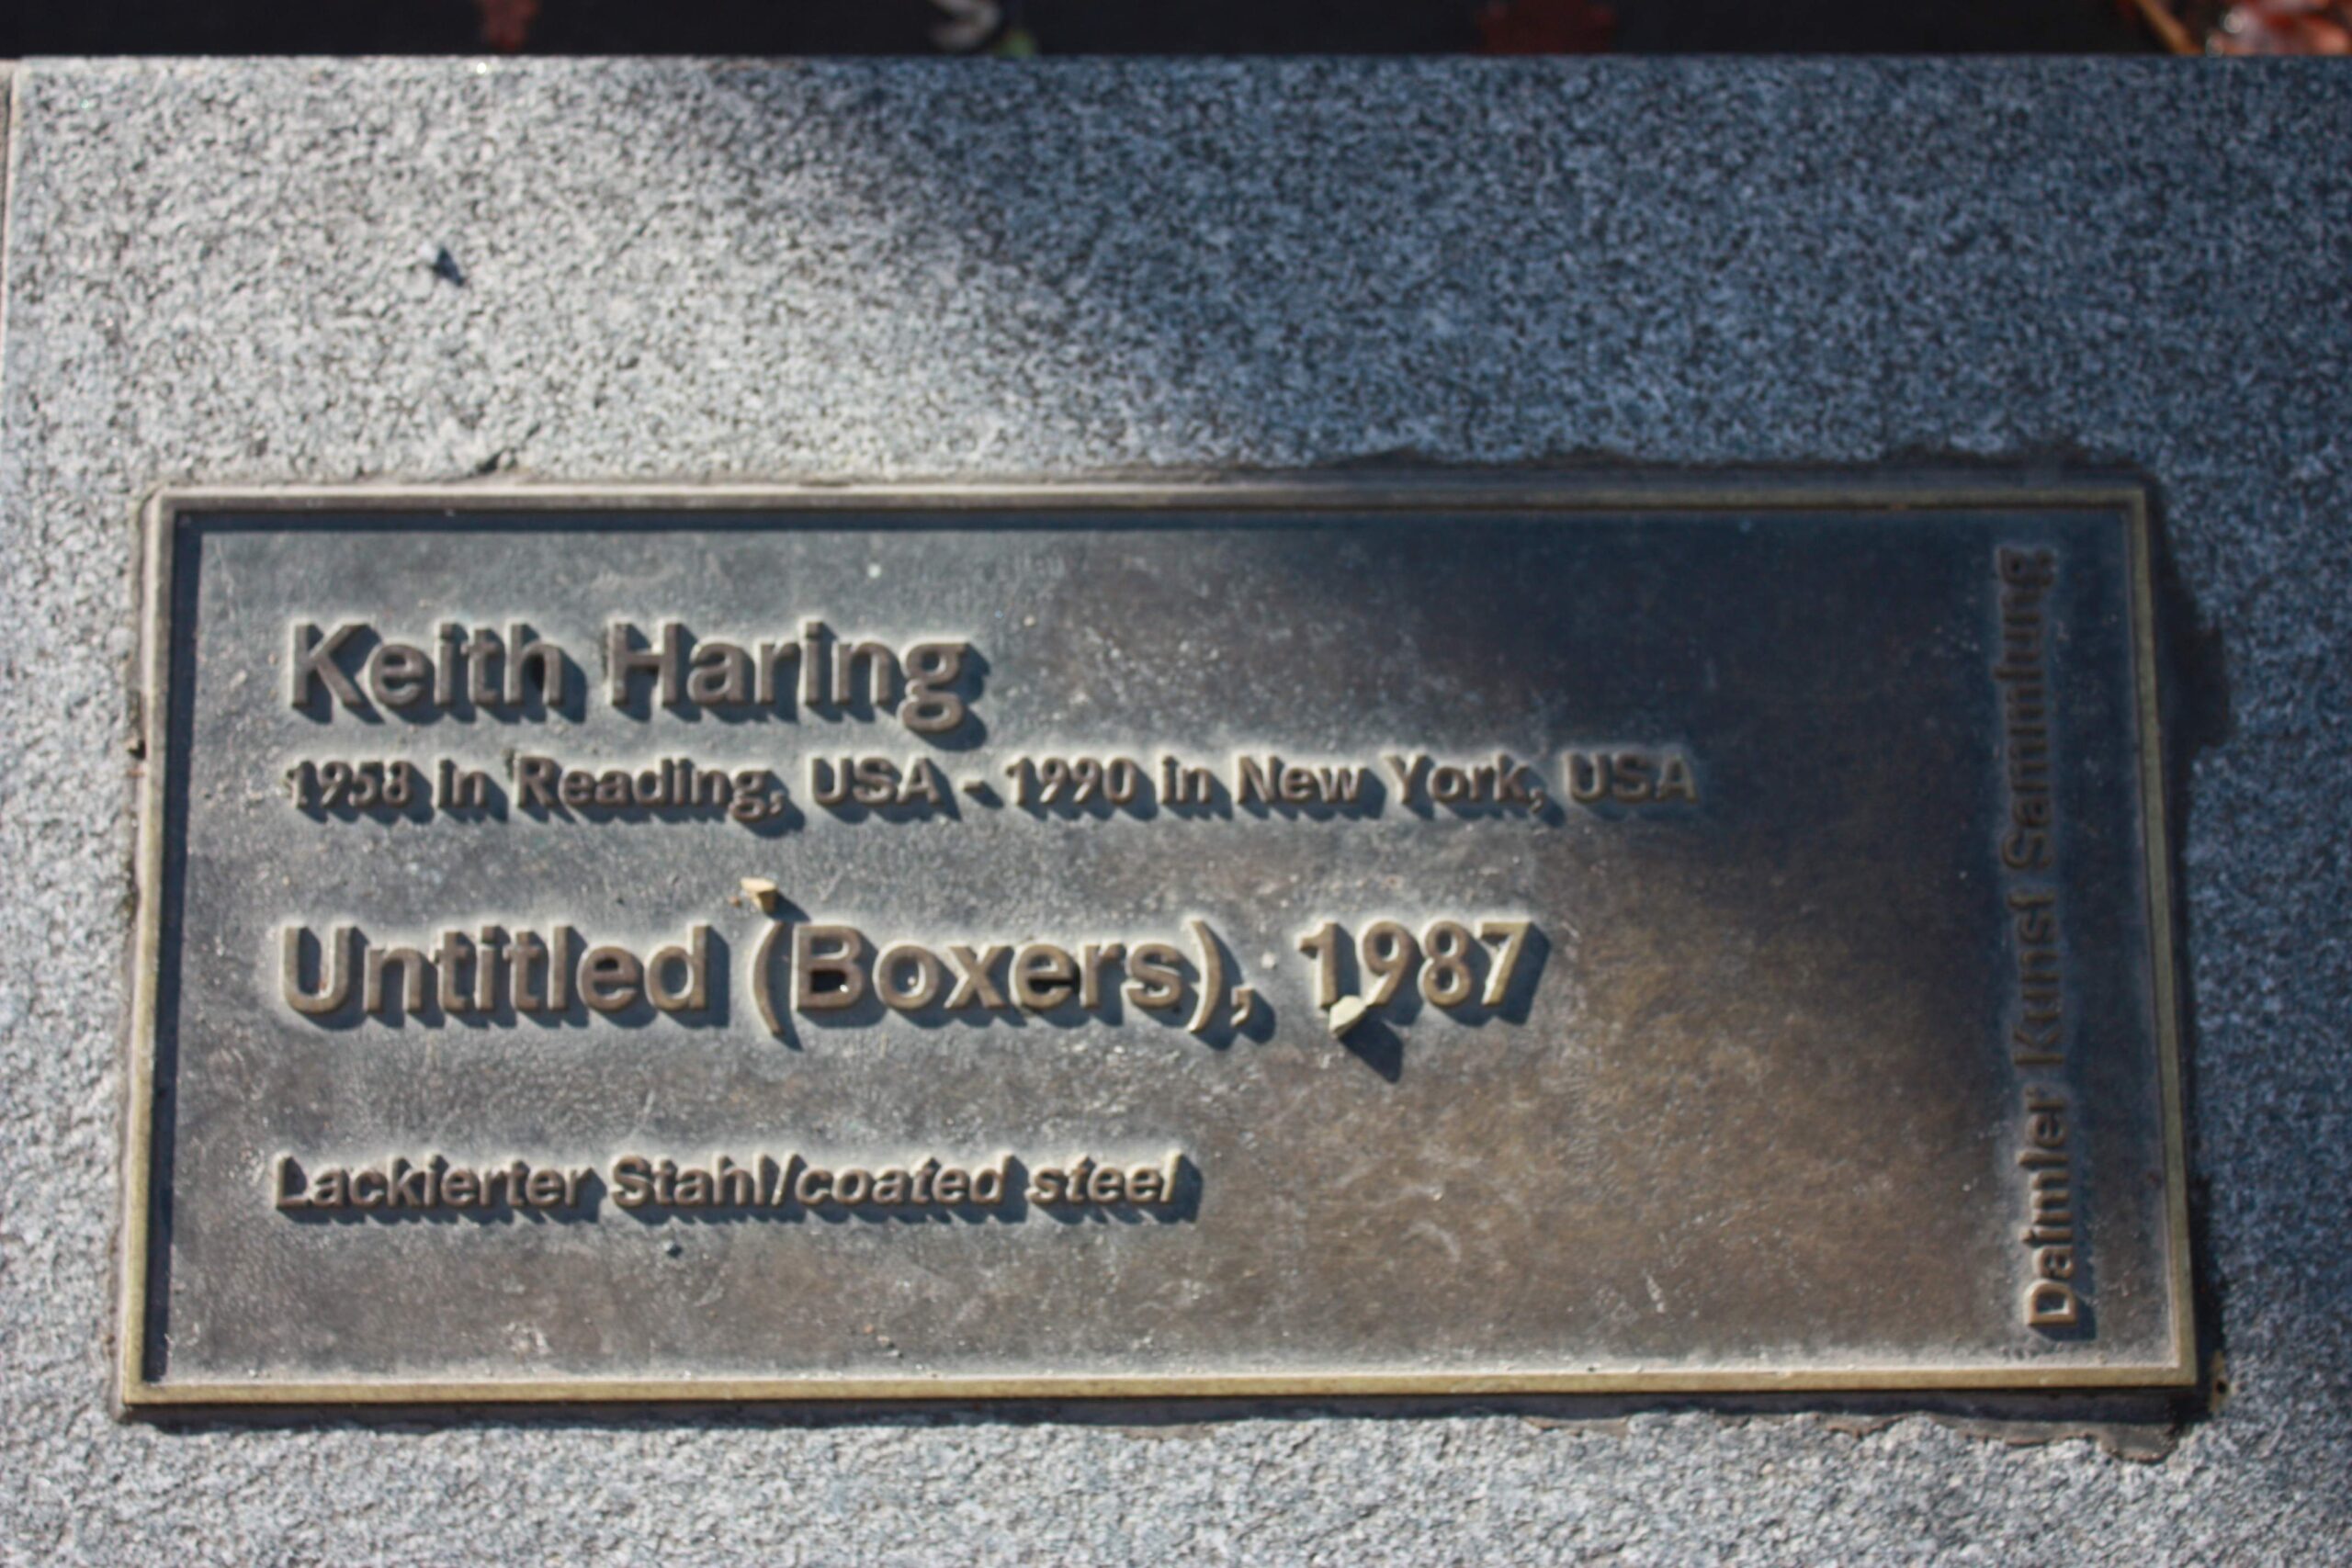 Keith Haring
1958 in Reading, USA - 1990 in New York, USA
Untitled (Boxers), 1987
Lackierter Stahl/coated steel
Daimler Kunst Sammlung